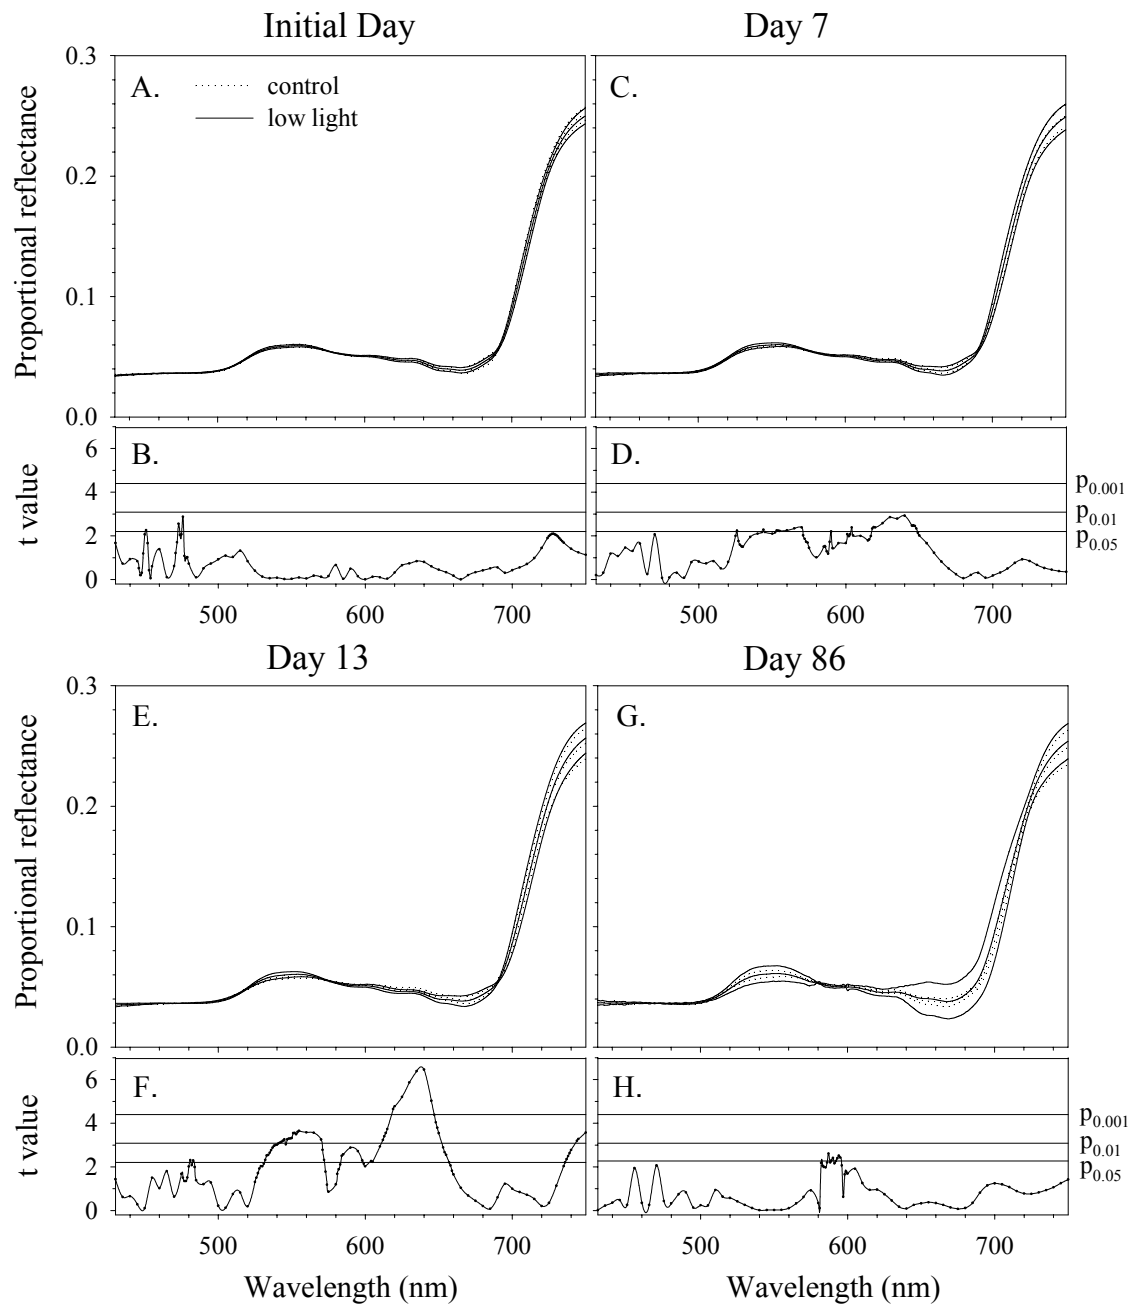 Initial Day
Day 7
Proportional reflectance
0.3
0.2
0.1
0.0
A.
control
low light
C.
t value
6
4
2
0
B.
D.
p0.001
p0.01
p0.05
500
600
700
500
600
700
Day 13
Day 86
Proportional reflectance
0.3
0.2
0.1
0.0
E.
G.
t value
6
4
2
0
F.
H.
p0.001
p0.01
p0.05
500
600
700
500
600
700
Wavelength (nm)
Wavelength (nm)